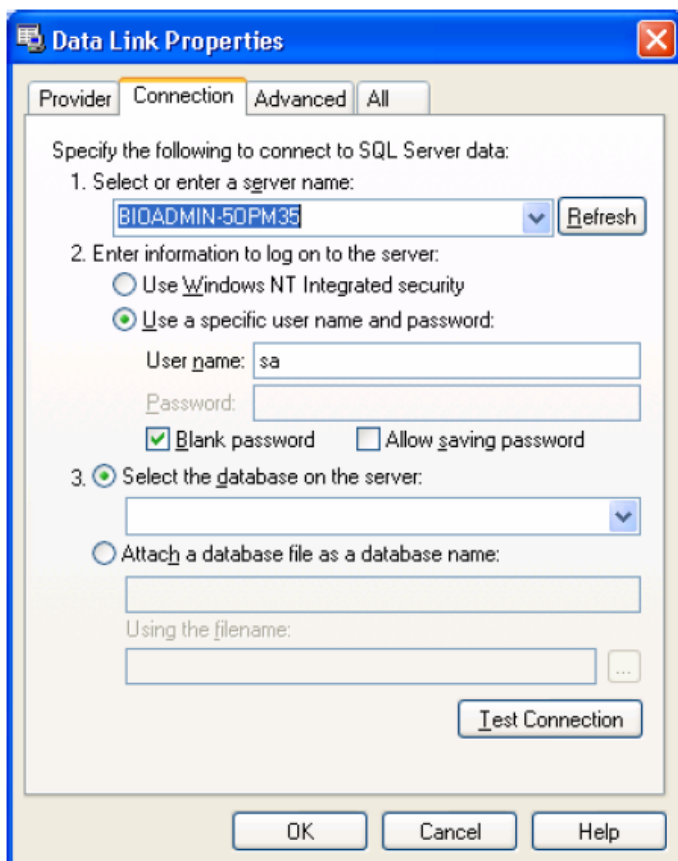 Data Link Properties
Provider Connection Advanced All
Specify the following to connect to SQL Server data:
1. Select or enter a server name:
BIOADMIN-5OPM35 Refresh
2. Enter information to log on to the server:
Use Windows NT Integrated security
Use a specific user name and password:
User name: sa
Password:
Blank password Allow saving password
3. Select the database on the server:
Attach a database file as a database name:
Using the filename:
...
Test Connection
OK Cancel Help